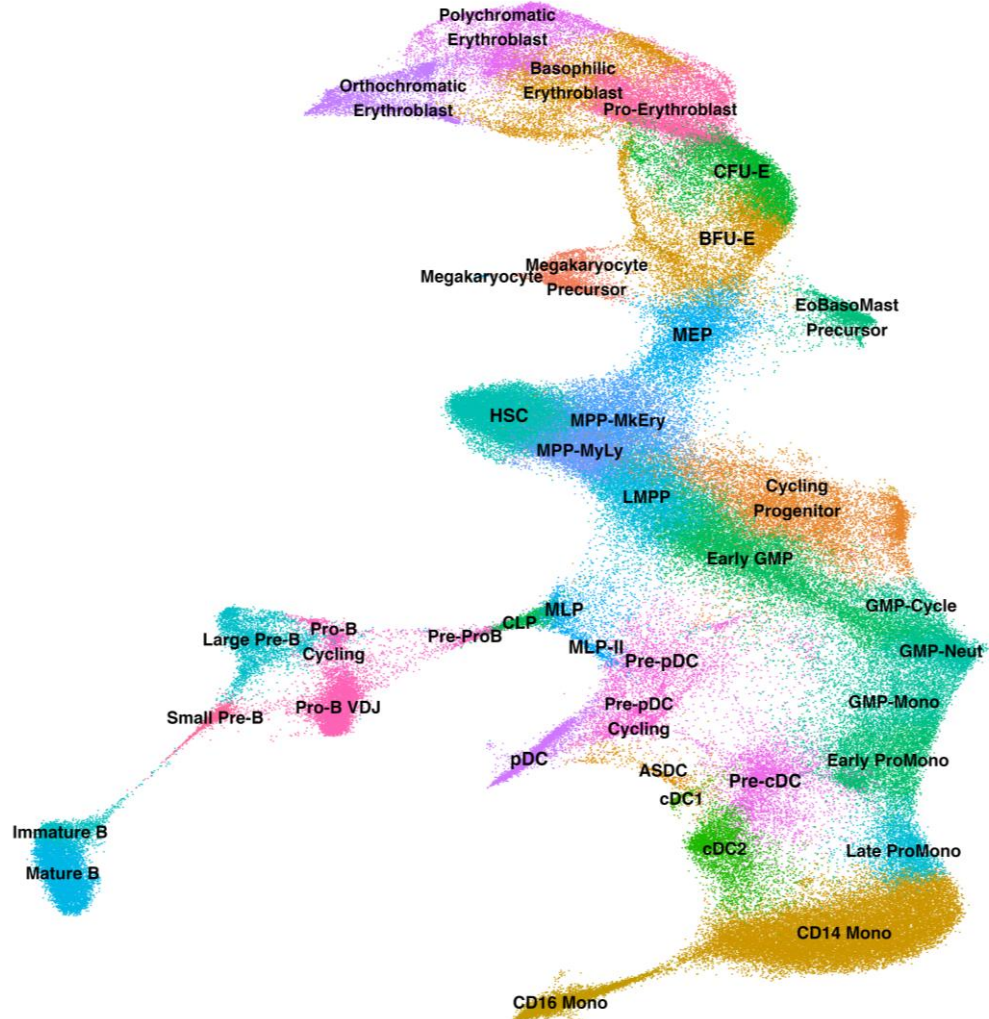 Polychromatic
Erythroblast
Basophilic
Erythroblast
Orthochromatic
Erythroblast
Pro-Erythroblast
CFU-E
BFU-E
Megakaryocyte
Precursor
Megakaryocyte
EoBasoMast
Precursor
MEP
HSC
MPP-MkEry
MPP-MyLy
LMPP
Cycling
Progenitor
Early GMP
GMP-Cycle
MLP
CLP
Pre-ProB
Pro-B
Cycling
Large Pre-B
MLP-II
GMP-Neut
Pre-pDC
Pre-pDC
Cycling
GMP-Mono
Pro-B VDJ
Small Pre-B
pDC
ASDC
Early ProMono
Pre-cDC
cDC1
Immature B
cDC2
Late ProMono
Mature B
CD14 Mono
CD16 Mono